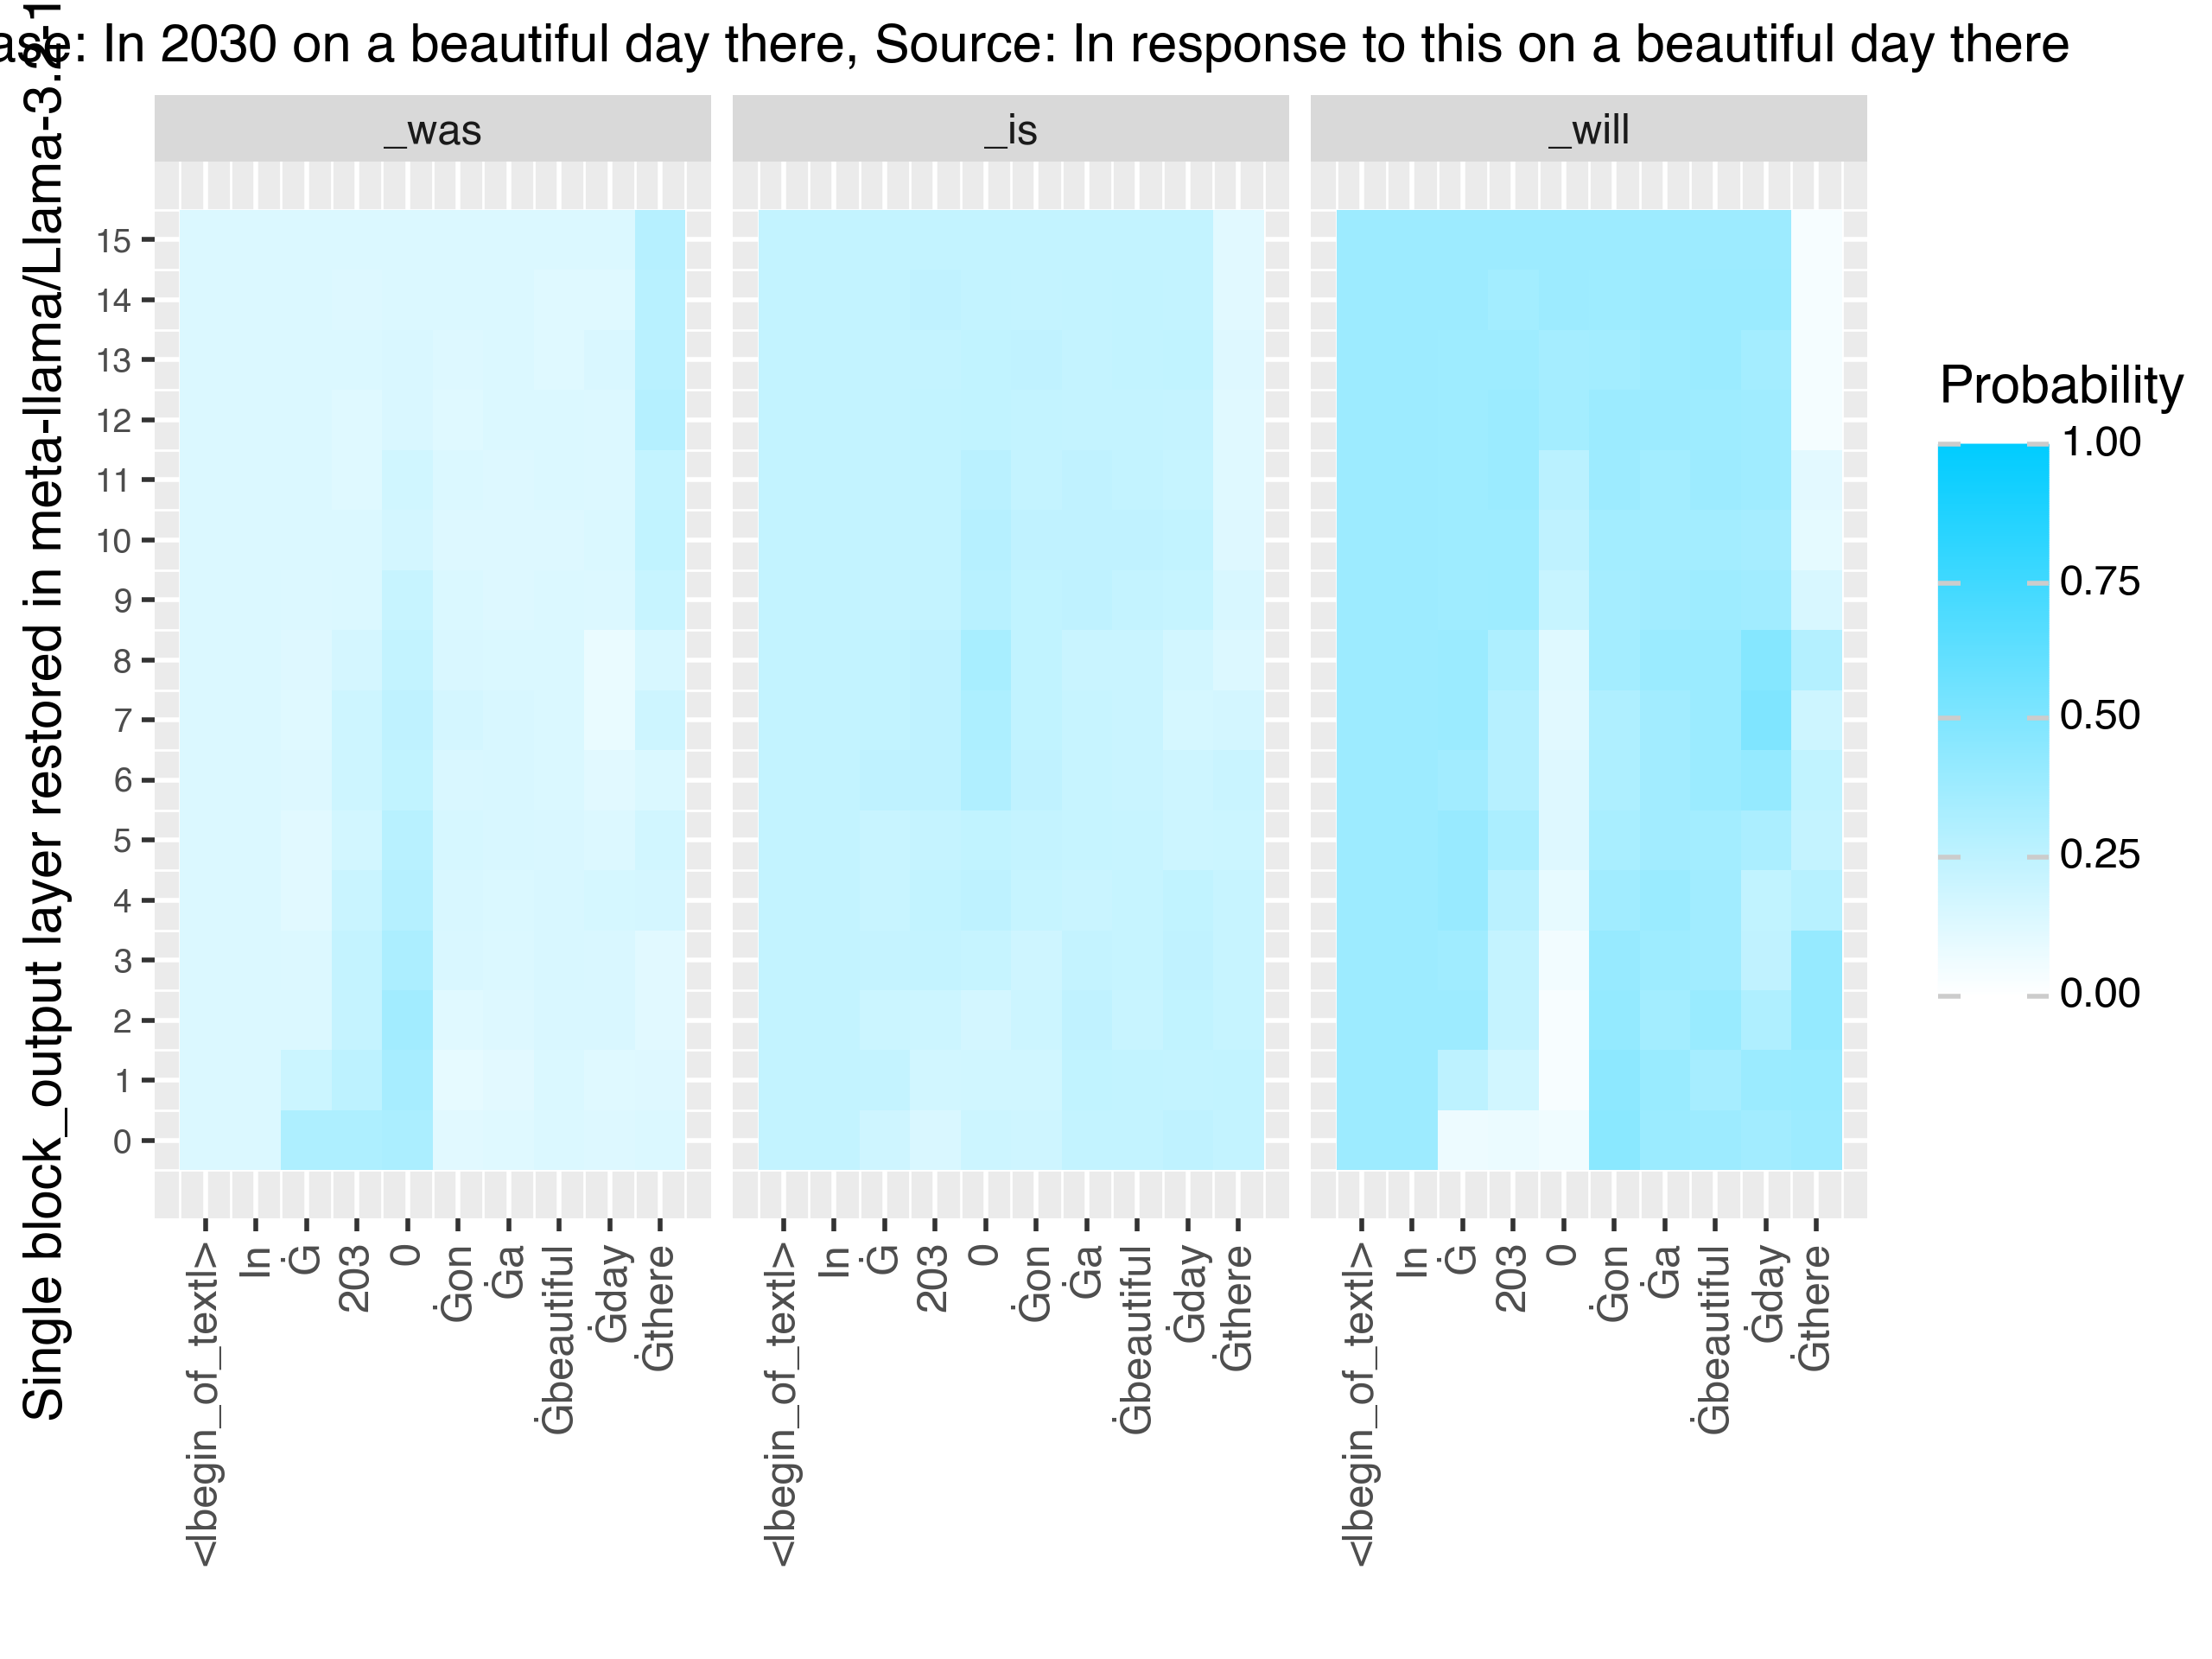 ase: In 2030 on a beautiful day there, Source: In response to this on a beautiful day there
Single block_output layer restored in meta-llama/Llama-3.2-1
_was
_is
_will
15
14
13
12
11
10
9
8
7
6
5
4
3
2
1
0
<|begin_of_text|>
In
Ġ
203
0
Ġon
Ġa
Ġbeautiful
Ġday
Ġthere
<|begin_of_text|>
In
Ġ
203
0
Ġon
Ġa
Ġbeautiful
Ġday
Ġthere
<|begin_of_text|>
In
Ġ
203
0
Ġon
Ġa
Ġbeautiful
Ġday
Ġthere
Probability
1.00
0.75
0.50
0.25
0.00